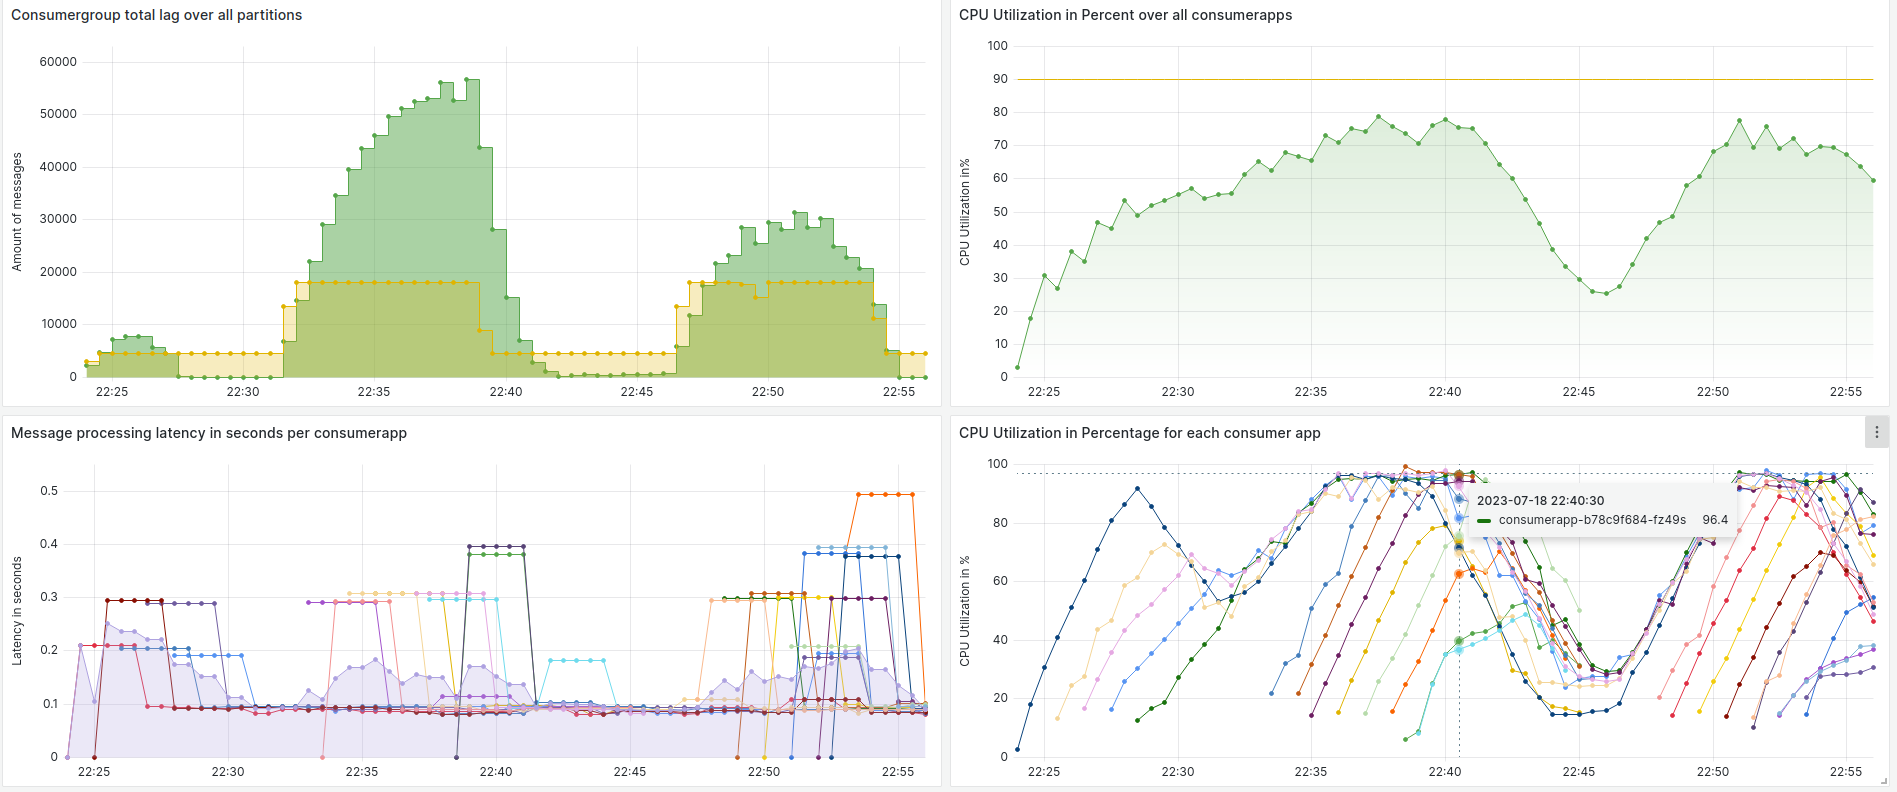 Consumergroup total lag over all partitions
Amount of messages
60000
50000
40000
30000
20000
10000
0
22:25 22:30 22:35 22:40 22:45 22:50 22:55
CPU Utilization in Percent over all consumerapps
CPU Utilization in%
100
90
80
70
60
50
40
30
20
10
0
22:25 22:30 22:35 22:40 22:45 22:50 22:55
Message processing latency in seconds per consumerapp
Latency in seconds
0.5
0.4
0.3
0.2
0.1
0
22:25 22:30 22:35 22:40 22:45 22:50 22:55
CPU Utilization in Percentage for each consumer app
CPU Utilization in %
100
80
60
40
20
0
2023-07-18 22:40:30
consumerapp-b78c9f684-fz49s 96.4
22:25 22:30 22:35 22:40 22:45 22:50 22:55